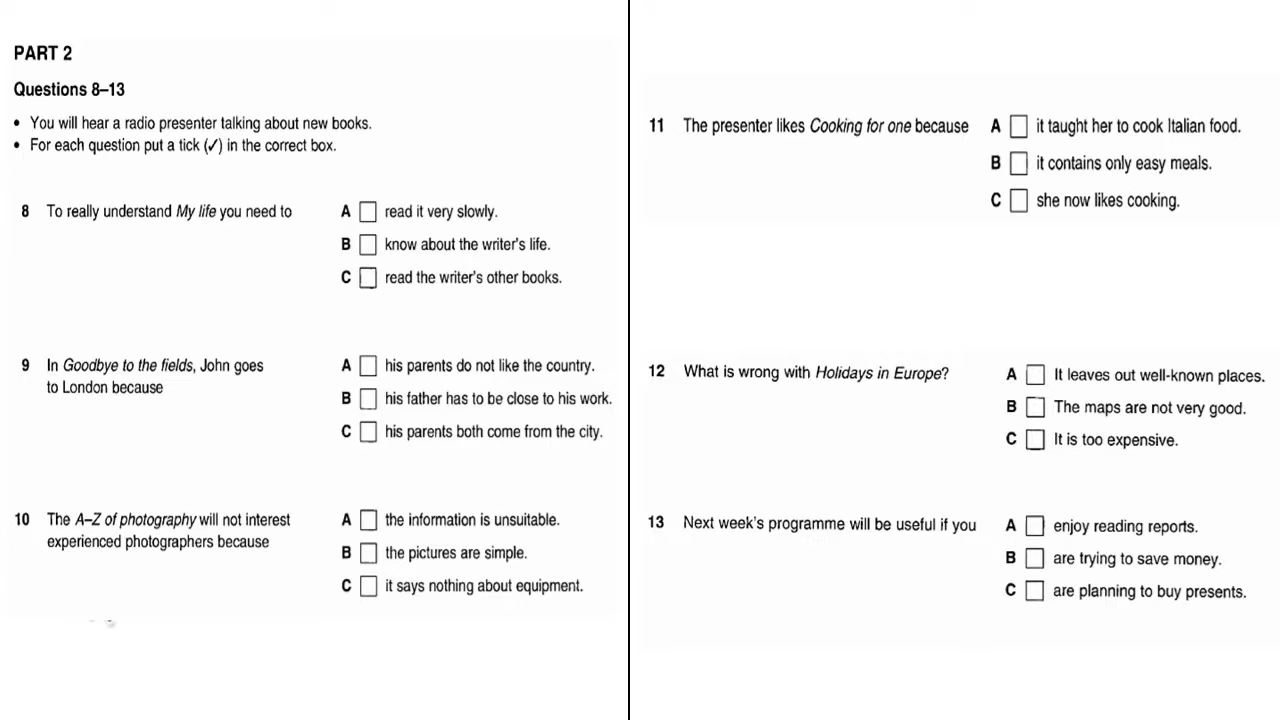 PART 2
Questions 8–13
• You will hear a radio presenter talking about new books.
• For each question put a tick (✓) in the correct box.
8 To really understand My life you need to
A □ read it very slowly.
B □ know about the writer's life.
C □ read the writer's other books.
9 In Goodbye to the fields, John goes
to London because
A □ his parents do not like the country.
B □ his father has to be close to his work.
C □ his parents both come from the city.
10 The A–Z of photography will not interest
experienced photographers because
A □ the information is unsuitable.
B □ the pictures are simple.
C □ it says nothing about equipment.
11 The presenter likes Cooking for one because
A □ it taught her to cook Italian food.
B □ it contains only easy meals.
C □ she now likes cooking.
12 What is wrong with Holidays in Europe?
A □ It leaves out well-known places.
B □ The maps are not very good.
C □ It is too expensive.
13 Next week's programme will be useful if you
A □ enjoy reading reports.
B □ are trying to save money.
C □ are planning to buy presents.